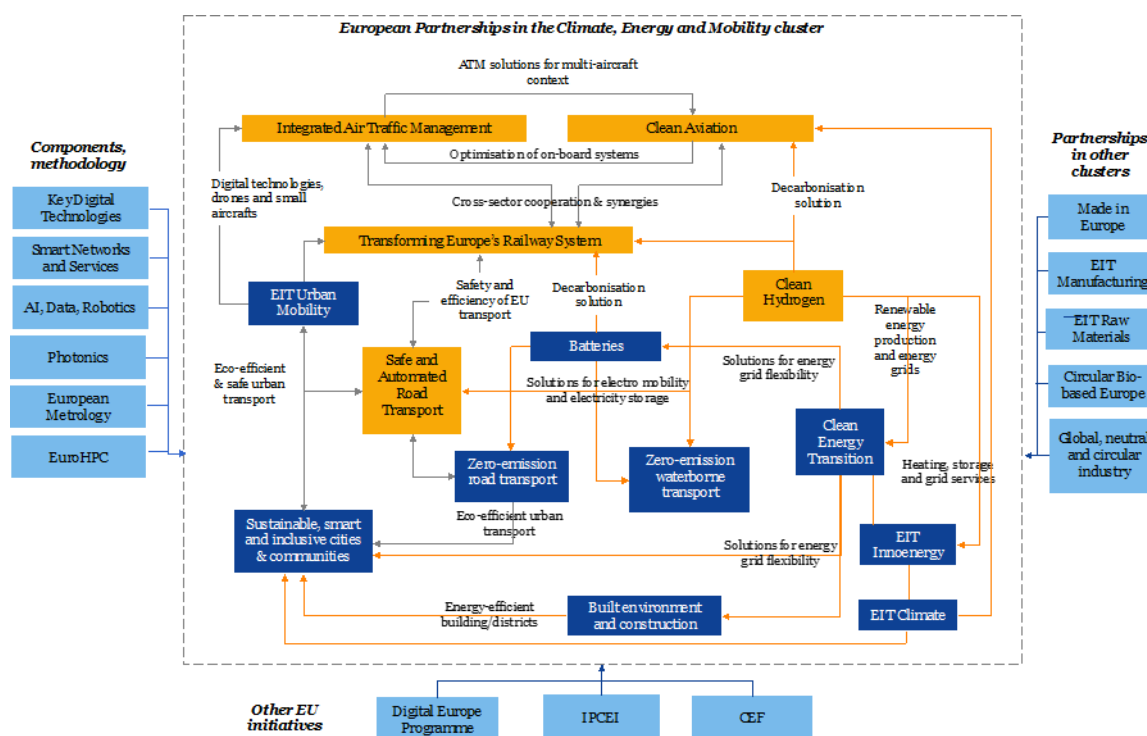 European Partnerships in the Climate, Energy and Mobility cluster
ATM solutions for multi-aircraft
context
Integrated Air Traffic Management
Clean Aviation
Optimisation of on-board systems
Components,
methodology
Key Digital
Technologies
Smart Networks
and Services
AI, Data, Robotics
Photonics
European
Metrology
EuroHPC
Digital technologies,
drones and small
aircrafts
Cross-sector cooperation & synergies
Decarbonisation
solution
Partnerships
in other
clusters
Made in
Europe
EIT
Manufacturing
EIT Raw
Materials
Circular Bio-
based Europe
Global, neutral
and circular
industry
Transforming Europe's Railway System
EIT Urban
Mobility
Safety and
efficiency of EU
transport
Decarbonisation
solution
Clean
Hydrogen
Renewable
energy
production
and energy
grids
Batteries
Eco-efficient
& safe urban
transport
Safe and
Automated
Road
Transport
Solutions for electro mobility
and electricity storage
Solutions for energy
grid flexibility
Clean
Energy
Transition
Zero-emission
road transport
Zero-emission
waterborne
transport
Heating, storage
and grid services
Eco-efficient urban
transport
Sustainable, smart
and inclusive cities
& communities
Solutions for energy
grid flexibility
EIT
Innoenergy
Energy-efficient
building/districts
Built environment
and construction
EIT Climate
Other EU
initiatives
Digital Europe
Programme
IPCEI
CEF